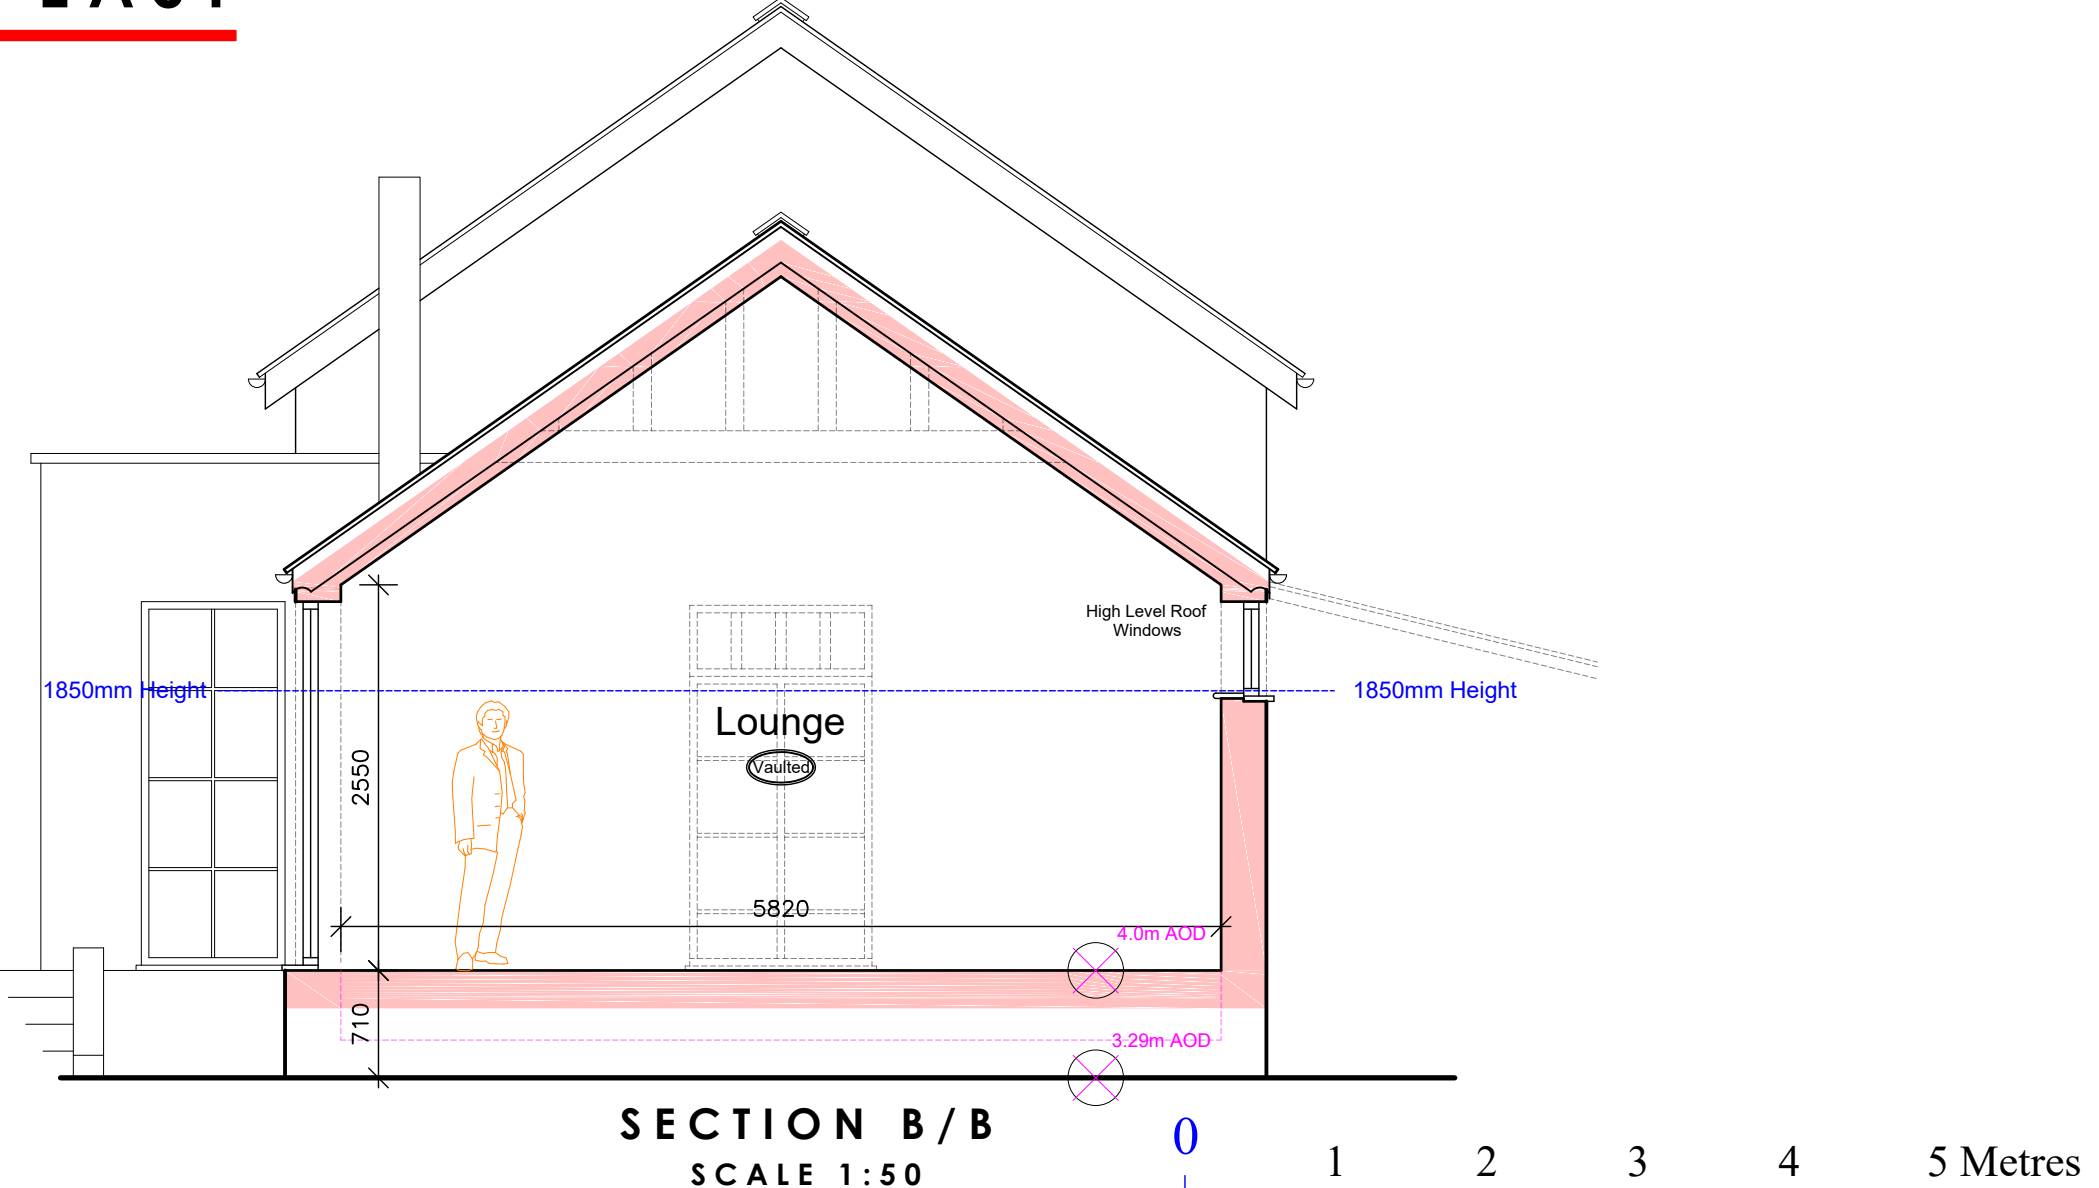 EAST
High Level Roof
Windows
1850mm Height
1850mm Height
Lounge
Vaulted
2550
5820
4.0m AOD
710
3.29m AOD
SECTION B/B
SCALE 1:50
0 1 2 3 4 5 Metres